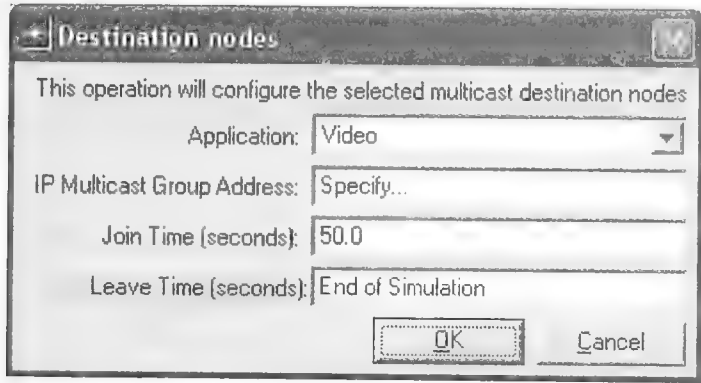 Destination nodes
This operation will configure the selected multicast destination nodes
Application: Video
IP Multicast Group Address: Specify...
Join Time (seconds): 50.0
Leave Time (seconds): End of Simulation
OK Cancel